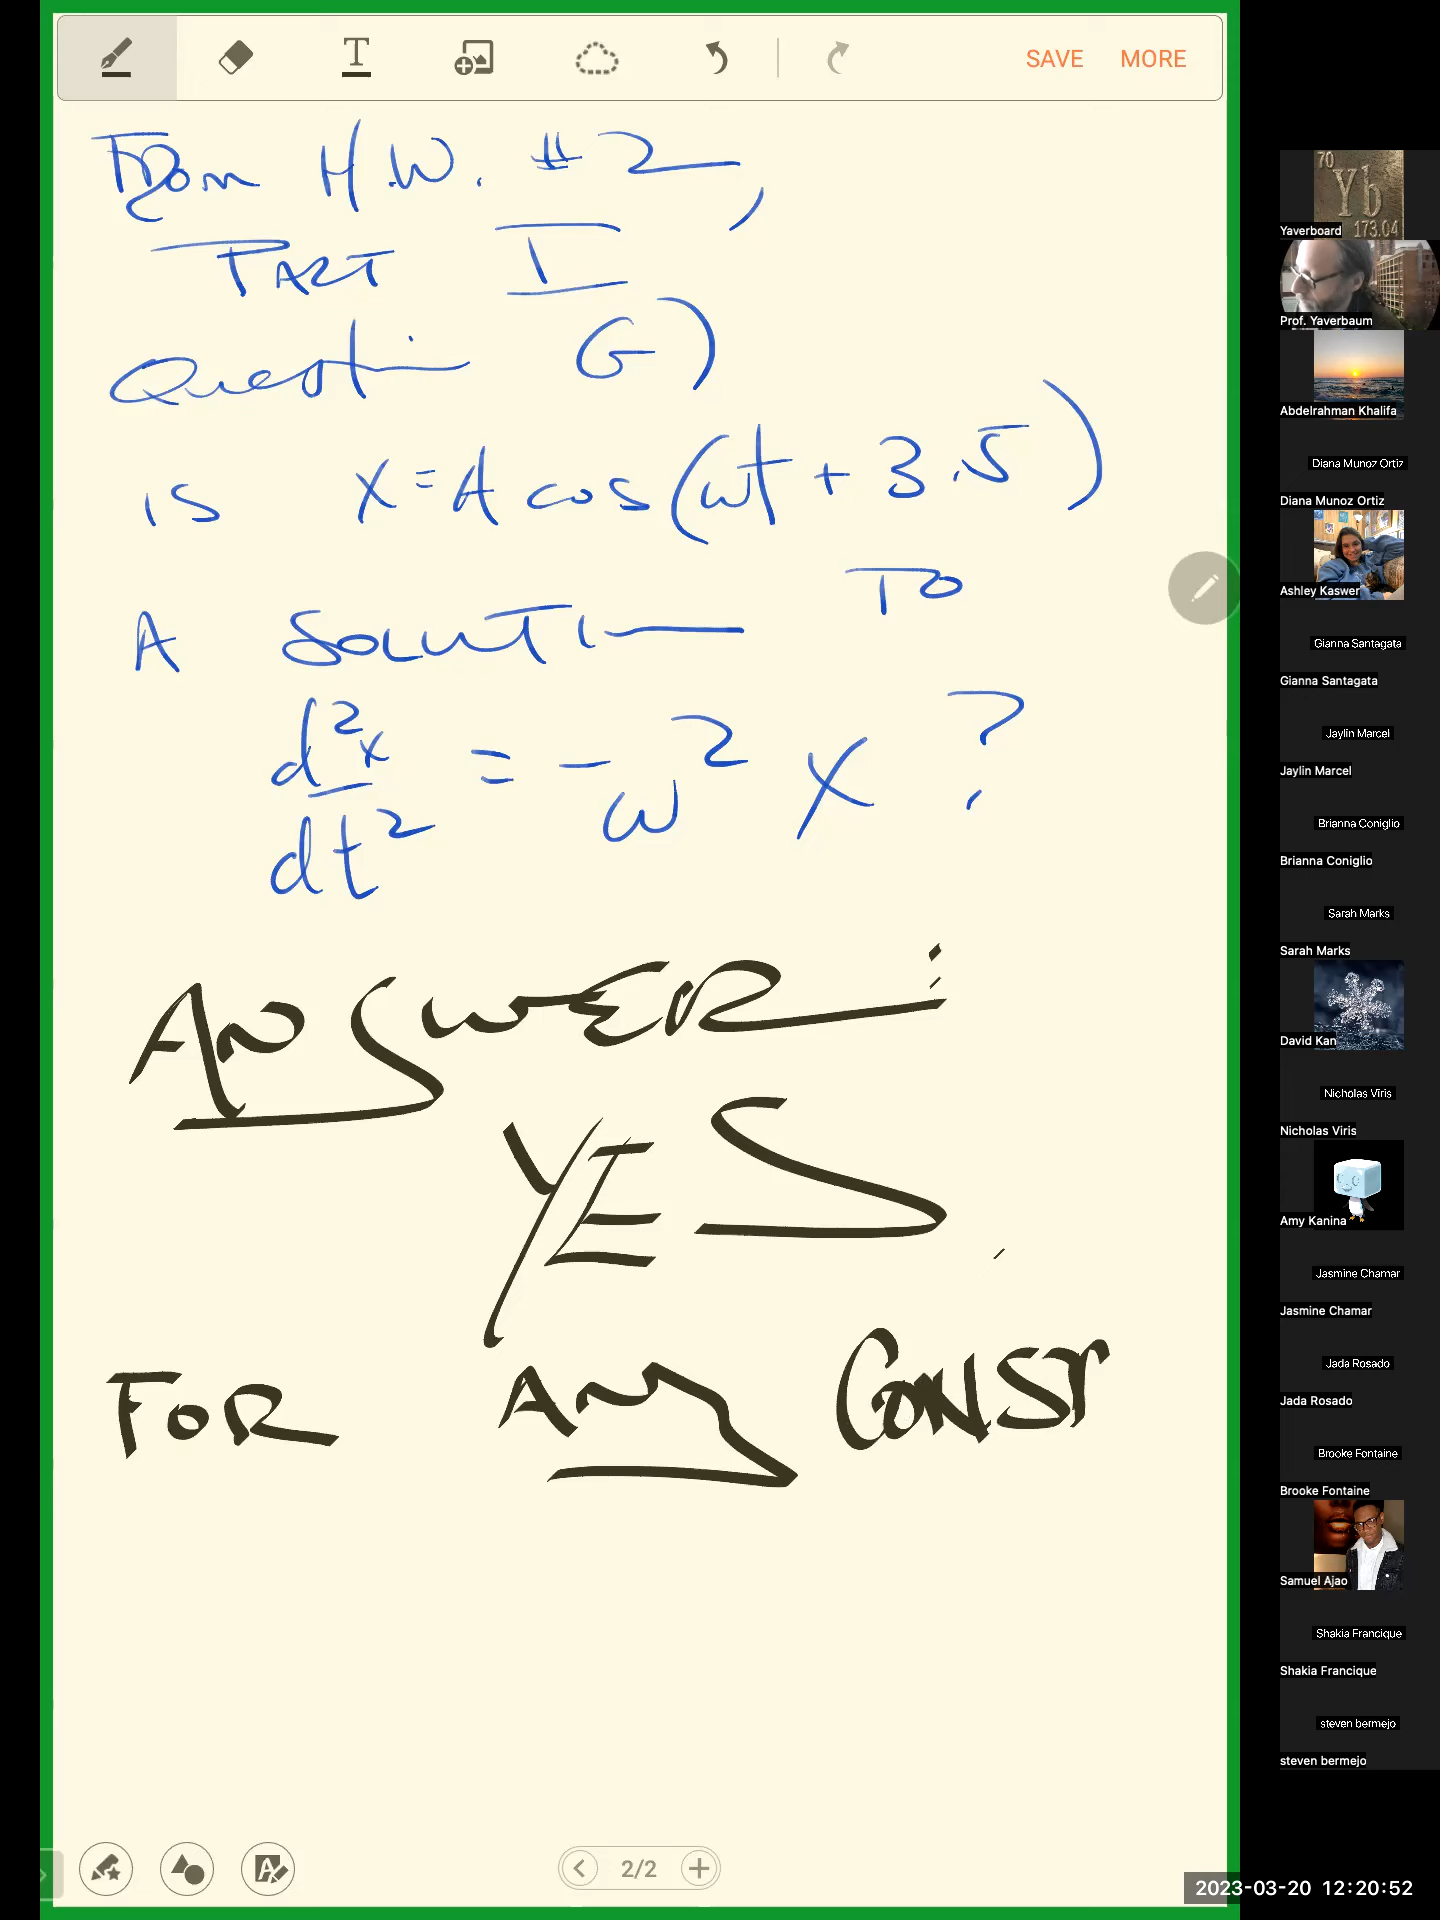 T
SAVE MORE
From H.W. #2,
PART I
Question G)
is x = A cos(ωt + 3.5)
A SOLUTION TO
d²x/dt² = -ω² x ?
ANSWER:
YES.
FOR ANY CONST
2/2
70
Yb
173.04
Yaverboard
Prof. Yaverbaum
Abdelrahman Khalifa
Diana Munoz Ortiz
Diana Munoz Ortiz
Ashley Kaswer
Gianna Santagata
Gianna Santagata
Jaylin Marcel
Jaylin Marcel
Brianna Coniglio
Brianna Coniglio
Sarah Marks
Sarah Marks
David Kan
Nicholas Viris
Nicholas Viris
Amy Kanina
Jasmine Chamar
Jasmine Chamar
Jada Rosado
Jada Rosado
Brooke Fontaine
Brooke Fontaine
Samuel Ajao
Shakia Francique
Shakia Francique
steven bermejo
steven bermejo
2023-03-20 12:20:52